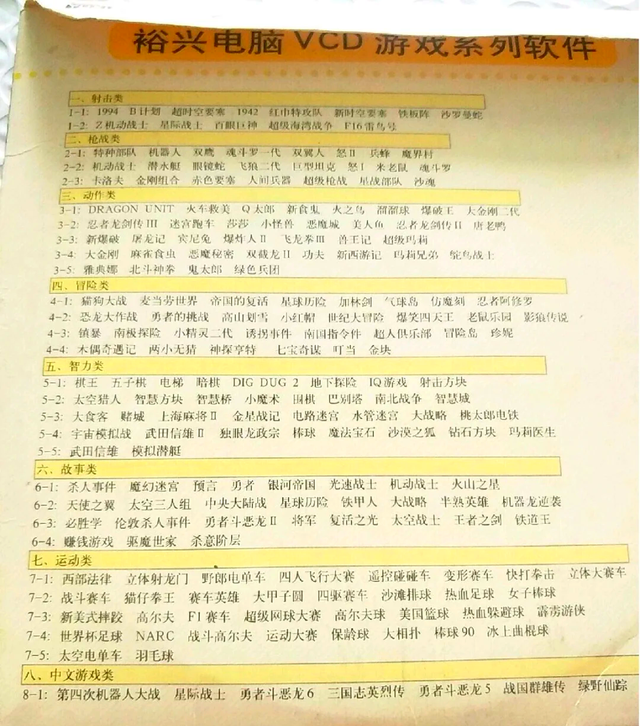 裕兴电脑VCD游戏系列软件
一、射击类
1-1: 1994 B计划 超时空要塞 1942 红巾特攻队 新时空要塞 铁板阵 沙罗曼蛇
1-2: Z机动战士 星际战士 百眼巨神 超级海湾战争 F16雷鸟号
二、枪战类
2-1: 特种部队 机器人 双鹰 魂斗罗一代 双翼人 怒Ⅱ 兵蜂 魔界村
2-2: 机动战士 潜水艇 眼镜蛇 飞狼二代 巨型坦克 怒Ⅰ 米老鼠 魂斗罗
2-3: 卡洛夫 金刚组合 赤色要塞 人间兵器 超级枪战 星战部队 沙魂
三、动作类
3-1: DRAGON UNIT 火车救美 Q太郎 新食鬼 火之鸟 溜溜球 爆破王 大金刚二代
3-2: 忍者龙剑传Ⅲ 迷宫跑车 莎莎 小怪兽 恶魔城 美人鱼 忍者龙剑传Ⅱ 唐老鸭
3-3: 新爆破 屠龙记 宾尼兔 爆炸人Ⅱ 飞龙拳Ⅲ 兽王记 超级玛莉
3-4: 大金刚 麻雀食虫 恶魔秘密 双截龙Ⅱ 功夫 新西游记 玛莉兄弟 鸵鸟战士
3-5: 雅典娜 北斗神拳 鬼太郎 绿色兵团
四、冒险类
4-1: 猫狗大战 麦当劳世界 帝国的复活 星球历险 加林剑 气球岛 仿魔刻 忍者阿修罗
4-2: 恐龙大作战 勇者的挑战 高山划雪 小红帽 世纪大冒险 爆笑四天王 老鼠乐园 影狼传说
4-3: 镇暴 南极探险 小精灵二代 诱拐事件 南国指令件 超人俱乐部 冒险岛 珍妮
4-4: 木偶奇遇记 两小无猜 神探亨特 七宝奇谋 叮当 金块
五、智力类
5-1: 棋王 五子棋 电梯 暗棋 DIG DUG 2 地下探险 IQ游戏 射击方块
5-2: 太空猎人 智慧方块 智慧桥 小魔术 围棋 巴别塔 南北战争 智慧城
5-3: 大食客 赌城 上海麻将Ⅱ 金星战记 电路迷宫 水管迷宫 大战略 桃太郎电铁
5-4: 宇宙模拟战 武田信雄Ⅱ 独眼龙政宗 棒球 魔法宝石 沙漠之狐 钻石方块 玛莉医生
5-5: 武田信雄 模拟潜艇
六、故事类
6-1: 杀人事件 魔幻迷宫 预言 勇者 银河帝国 光速战士 机动战士 火山之星
6-2: 天使之翼 太空三人组 中央大陆战 星球历险 铁甲人 大战略 半熟英雄 机器龙逆袭
6-3: 必胜学 伦敦杀人事件 勇者斗恶龙Ⅱ 将军 复活之光 太空战士 王者之剑 铁道王
6-4: 赚钱游戏 驱魔世家 杀意阶层
七、运动类
7-1: 西部法律 立体射龙门 野郎电单车 四人飞行大赛 遥控碰碰车 变形赛车 快打拳击 立体大赛车
7-2: 战斗赛车 猫仔拳王 赛车英雄 大甲子圆 四驱赛车 沙滩排球 热血足球 女子棒球
7-3: 新美式摔跤 高尔夫 F1赛车 超级网球大赛 高尔夫球 美国篮球 热血躲避球 霹雳游侠
7-4: 世界杯足球 NARC 战斗高尔夫 运动大赛 保龄球 大相扑 棒球90 冰上曲棍球
7-5: 太空电单车 羽毛球
八、中文游戏类
8-1: 第四次机器人大战 星际战士 勇者斗恶龙6 三国志英烈传 勇者斗恶龙5 战国群雄传 绿野仙踪